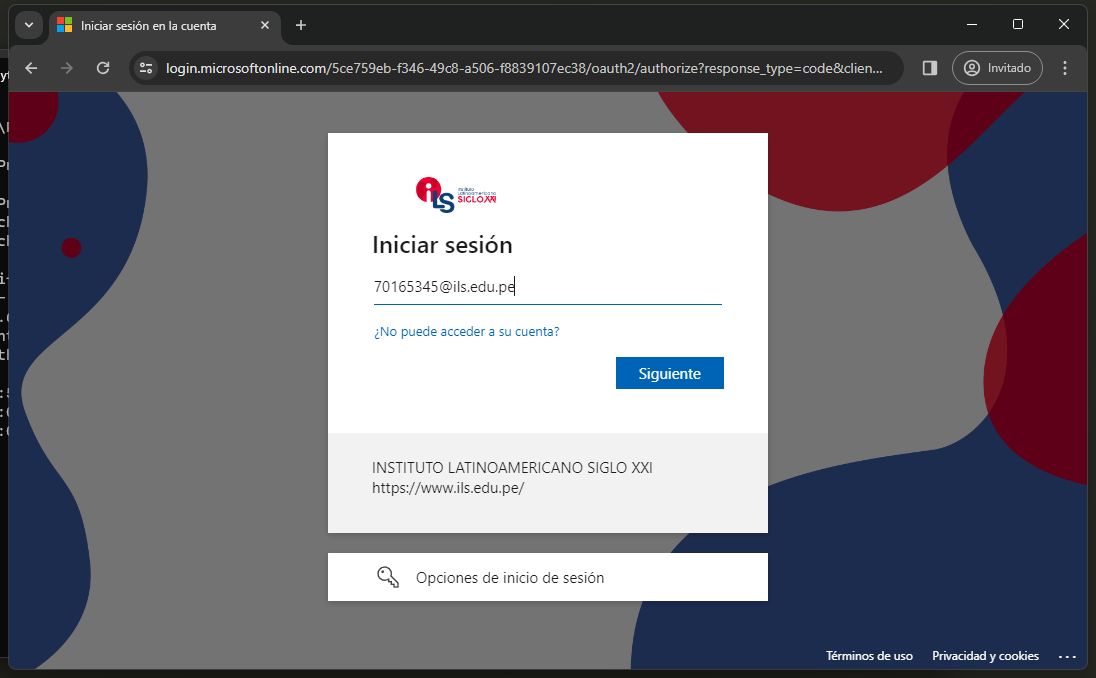 Iniciar sesión en la cuenta
login.microsoftonline.com/5ce759eb-f346-49c8-a506-f8839107ec38/oauth2/authorize?response_type=code&clien...
Invitado
iLS
Instituto
Latinoamericano
SIGLO XXI
Iniciar sesión
70165345@ils.edu.pe
¿No puede acceder a su cuenta?
Siguiente
INSTITUTO LATINOAMERICANO SIGLO XXI
https://www.ils.edu.pe/
Opciones de inicio de sesión
Términos de uso Privacidad y cookies ...